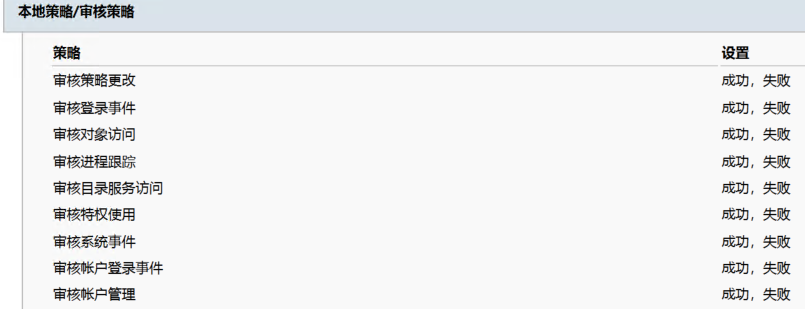 本地策略/审核策略
策略 设置
审核策略更改 成功，失败
审核登录事件 成功，失败
审核对象访问 成功，失败
审核进程跟踪 成功，失败
审核目录服务访问 成功，失败
审核特权使用 成功，失败
审核系统事件 成功，失败
审核帐户登录事件 成功，失败
审核帐户管理 成功，失败